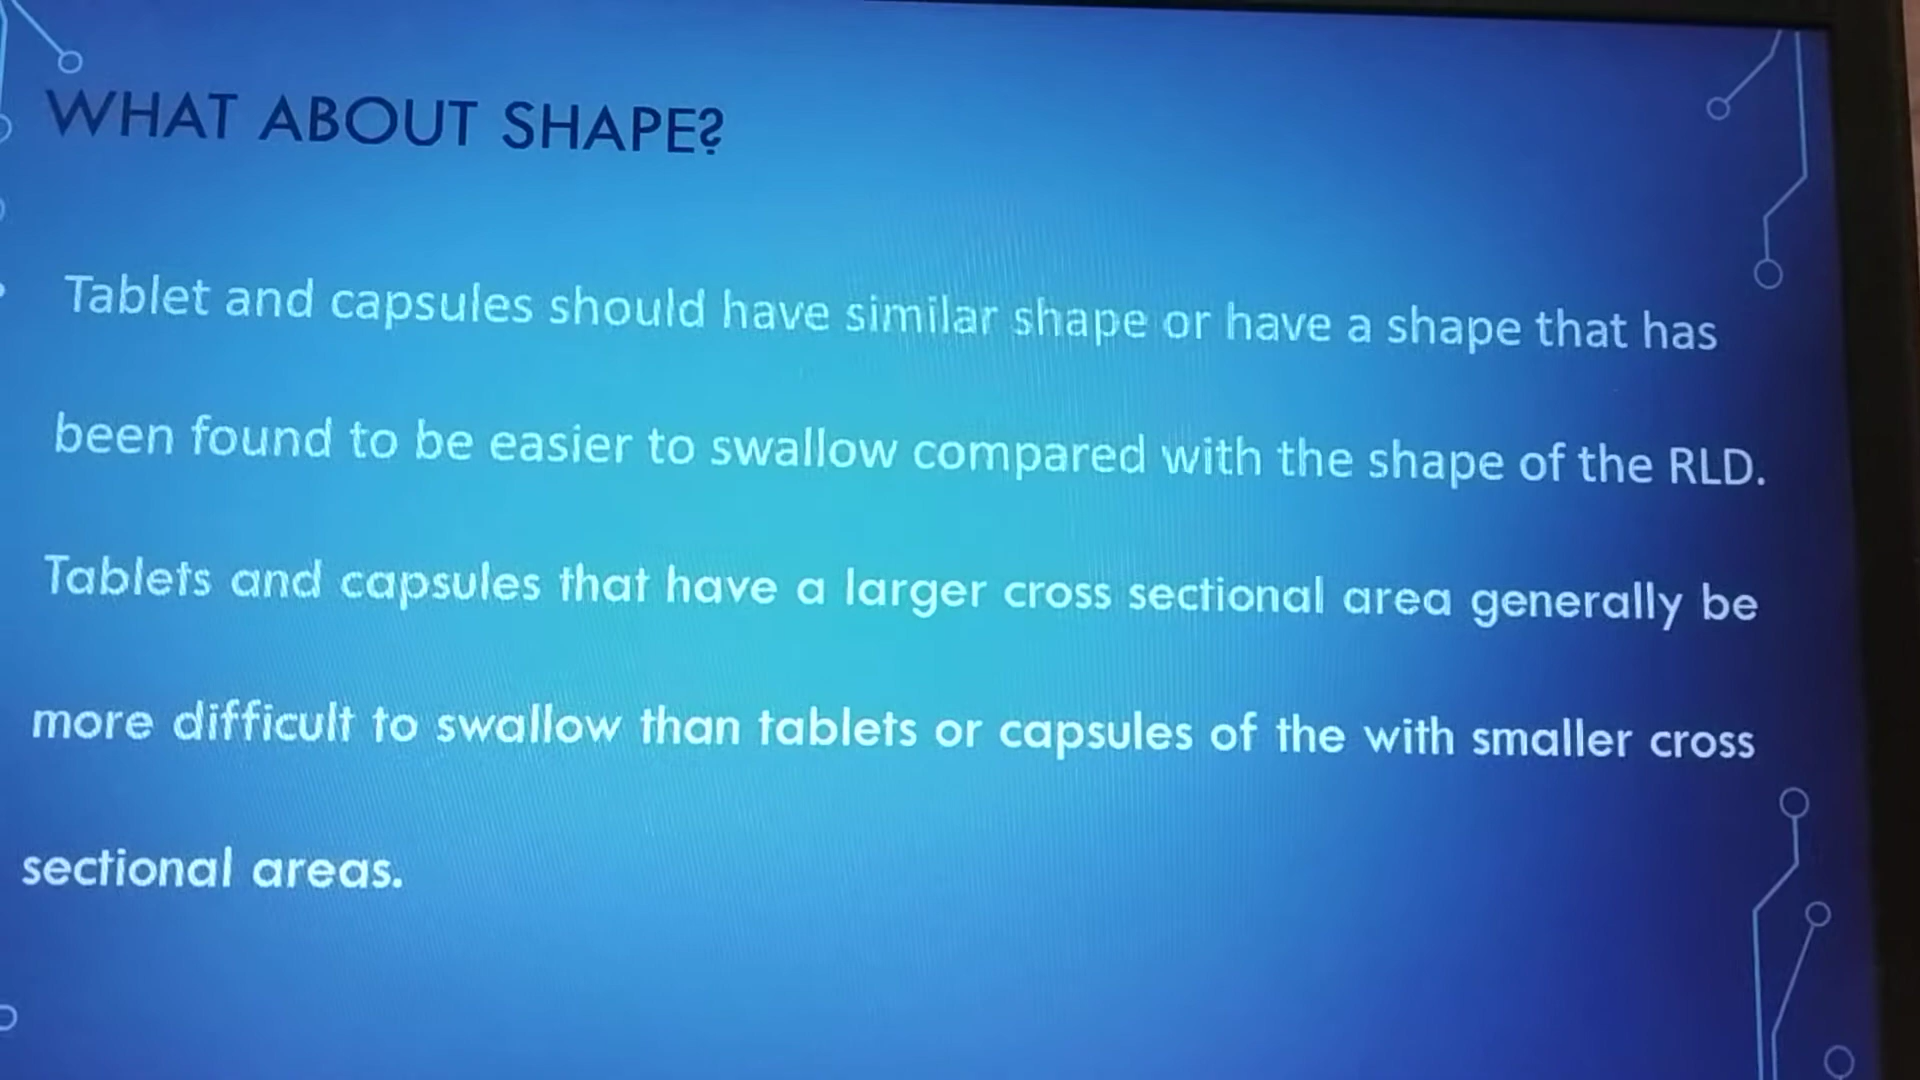 WHAT ABOUT SHAPE?
Tablet and capsules should have similar shape or have a shape that has
been found to be easier to swallow compared with the shape of the RLD.
Tablets and capsules that have a larger cross sectional area generally be
more difficult to swallow than tablets or capsules of the with smaller cross
sectional areas.